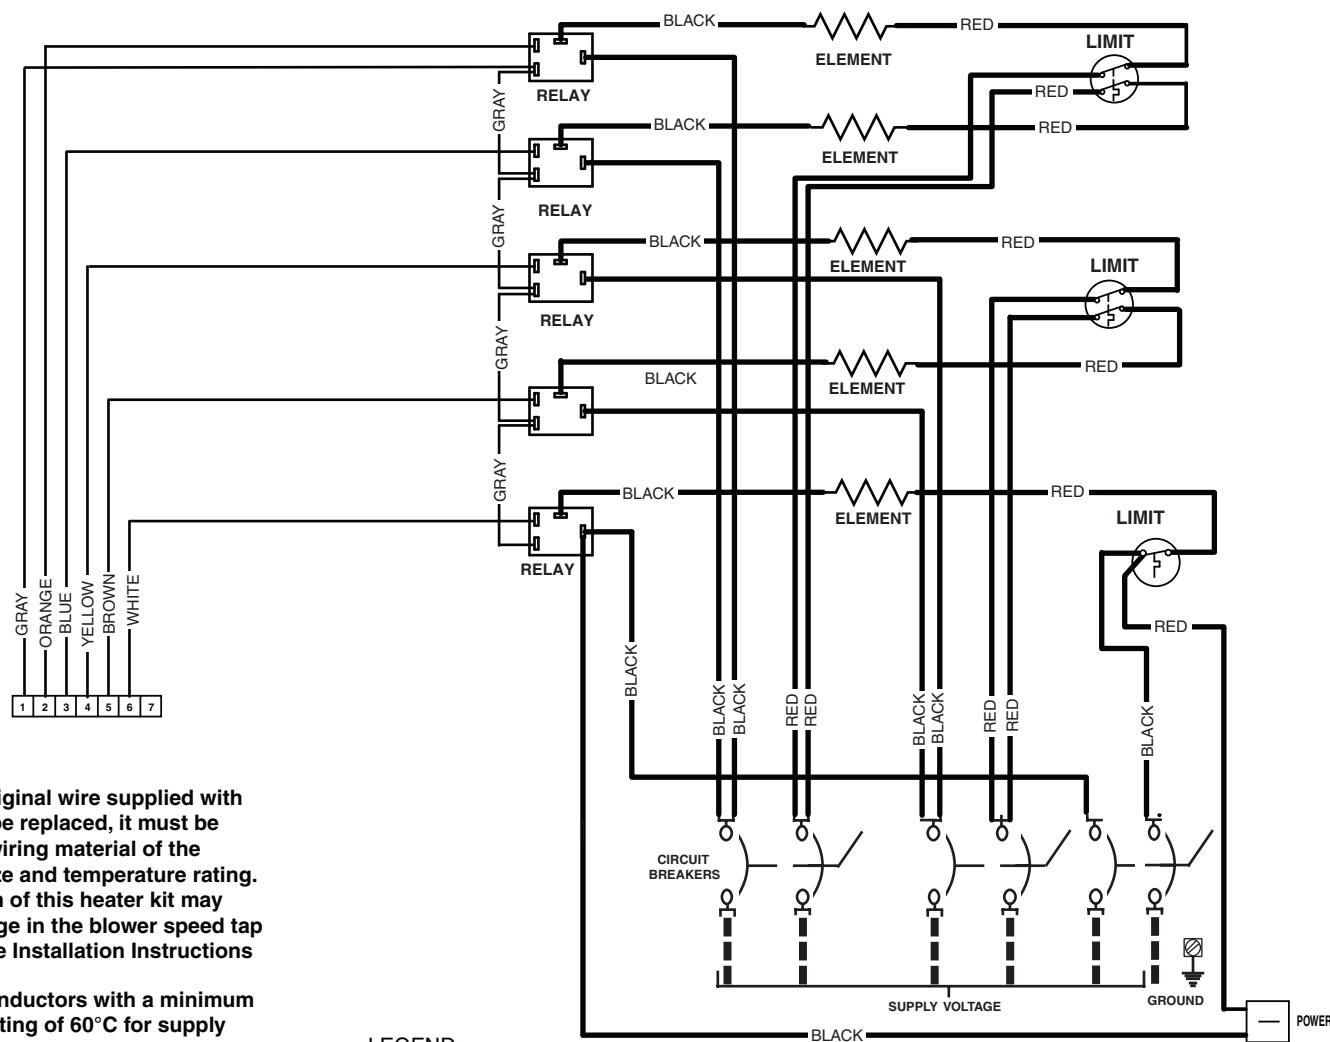 BLACK
RED
ELEMENT
LIMIT
RED
RELAY
GRAY
BLACK
RED
ELEMENT
RELAY
GRAY
BLACK
RED
ELEMENT
LIMIT
RELAY
GRAY
BLACK
RED
ELEMENT
GRAY
BLACK
RED
ELEMENT
LIMIT
RELAY
GRAY
ORANGE
BLUE
YELLOW
BROWN
WHITE
RED
BLACK
BLACK
BLACK
RED
RED
BLACK
BLACK
RED
RED
BLACK
1 2 3 4 5 6 7
iginal wire supplied with
be replaced, it must be
wiring material of the
ze and temperature rating.
n of this heater kit may
ge in the blower speed tap
e Installation Instructions
nductors with a minimum
ting of 60°C for supply
CIRCUIT
BREAKERS
SUPPLY VOLTAGE
GROUND
POWER
BLACK
LEGEND